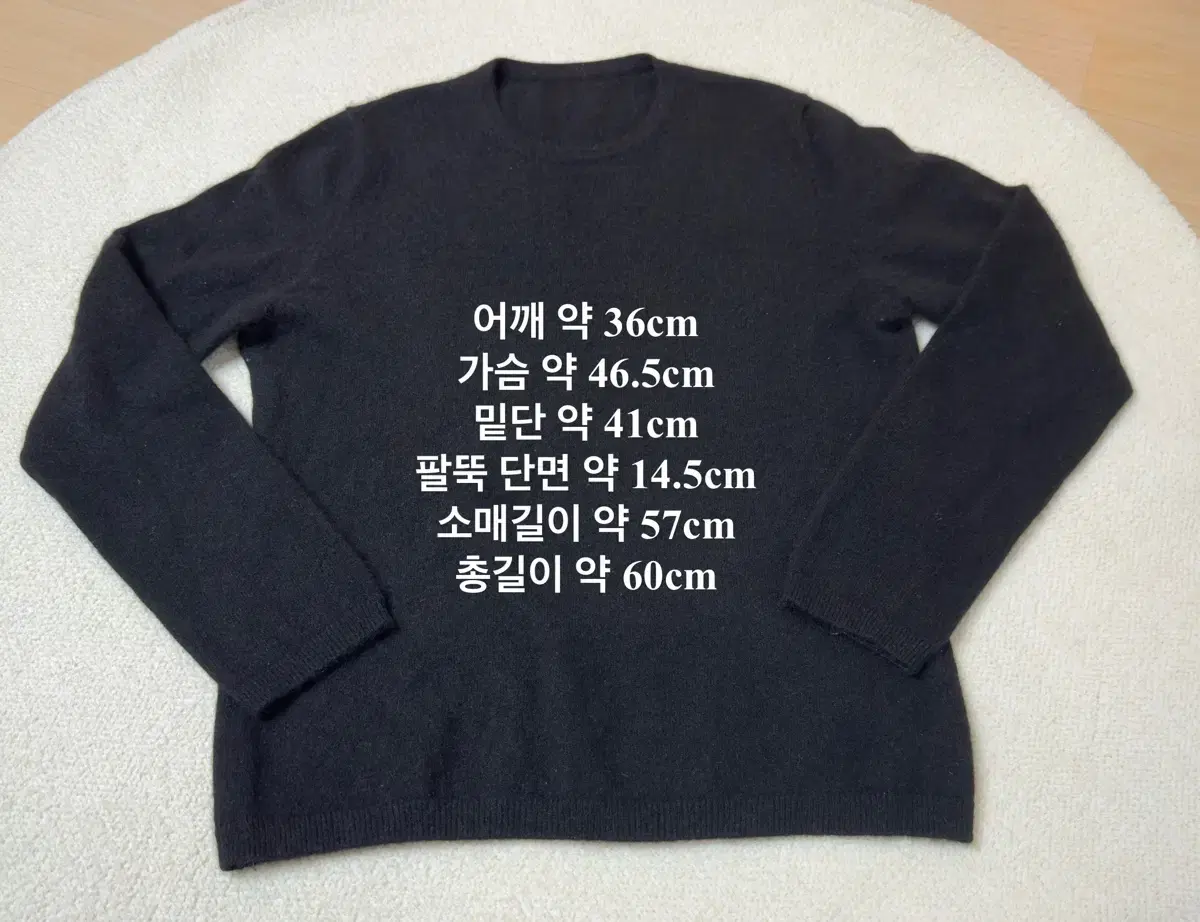 어깨 약 36cm
가슴 약 46.5cm
밑단 약 41cm
팔뚝 단면 약 14.5cm
소매길이 약 57cm
총길이 약 60cm